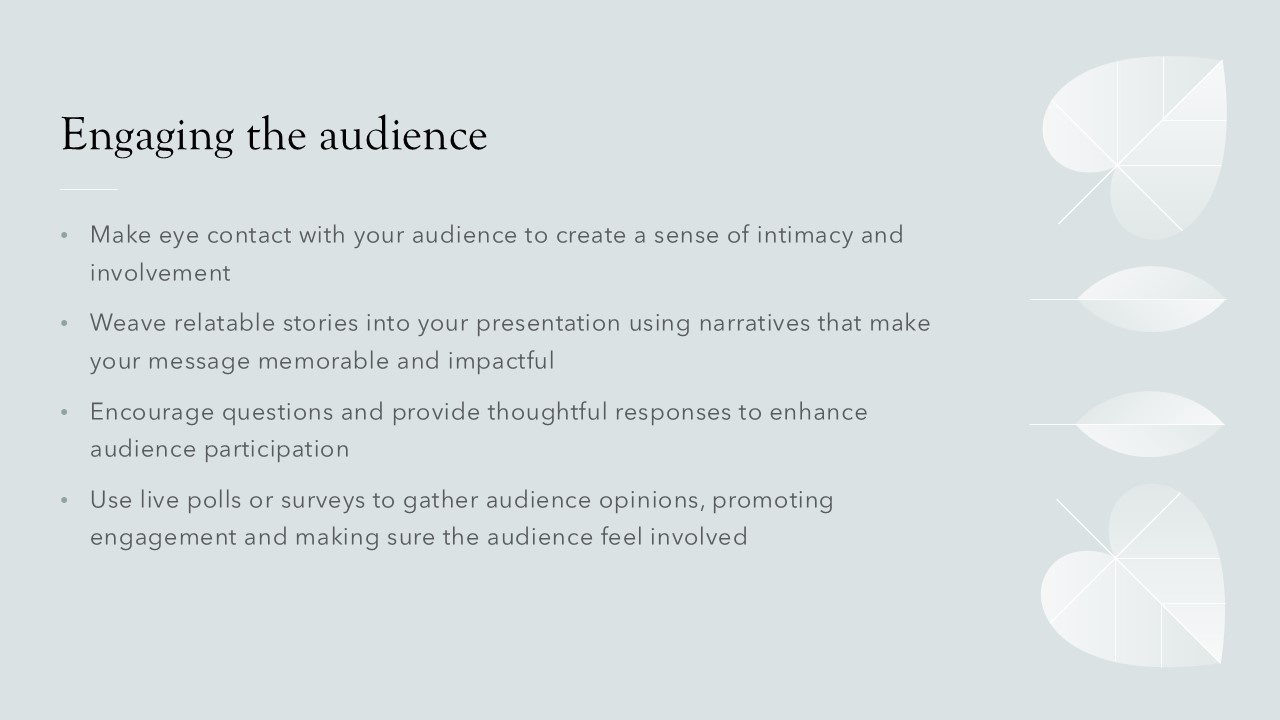 Engaging the audience
• Make eye contact with your audience to create a sense of intimacy and
involvement
• Weave relatable stories into your presentation using narratives that make
your message memorable and impactful
• Encourage questions and provide thoughtful responses to enhance
audience participation
• Use live polls or surveys to gather audience opinions, promoting
engagement and making sure the audience feel involved